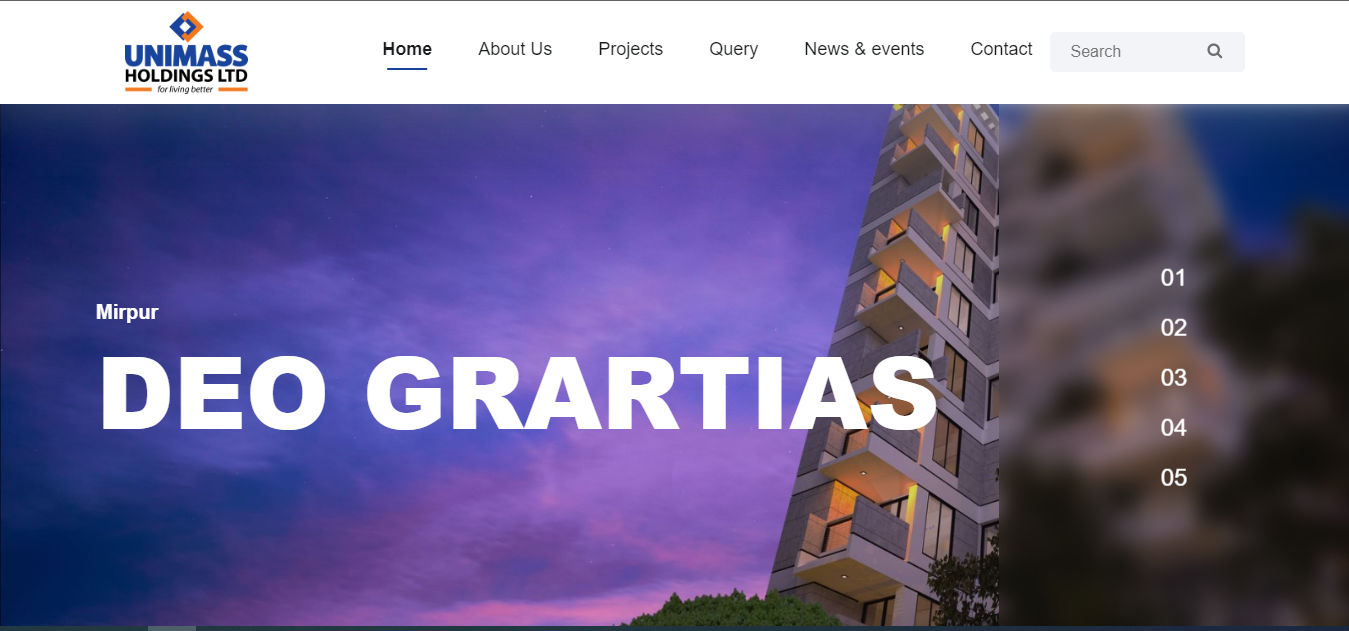 UNIMASS
HOLDINGS LTD
for living better
Home About Us Projects Query News & events Contact Search
Mirpur
DEO GRARTIAS
01
02
03
04
05